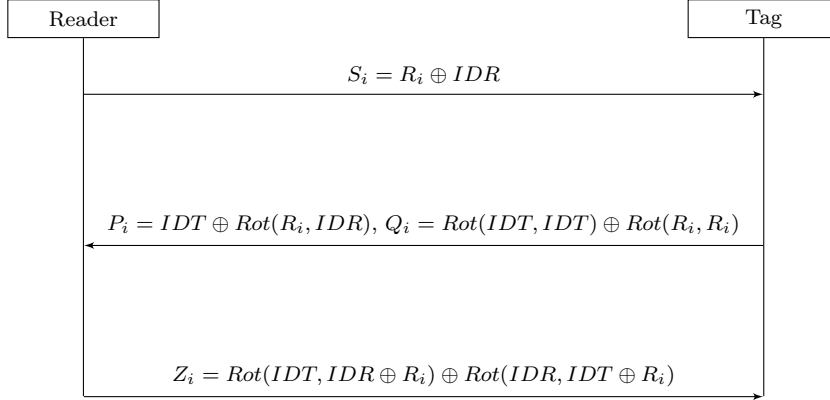 Reader
Tag
S_i = R_i ⊕ IDR
P_i = IDT ⊕ Rot(R_i, IDR), Q_i = Rot(IDT, IDT) ⊕ Rot(R_i, R_i)
Z_i = Rot(IDT, IDR ⊕ R_i) ⊕ Rot(IDR, IDT ⊕ R_i)